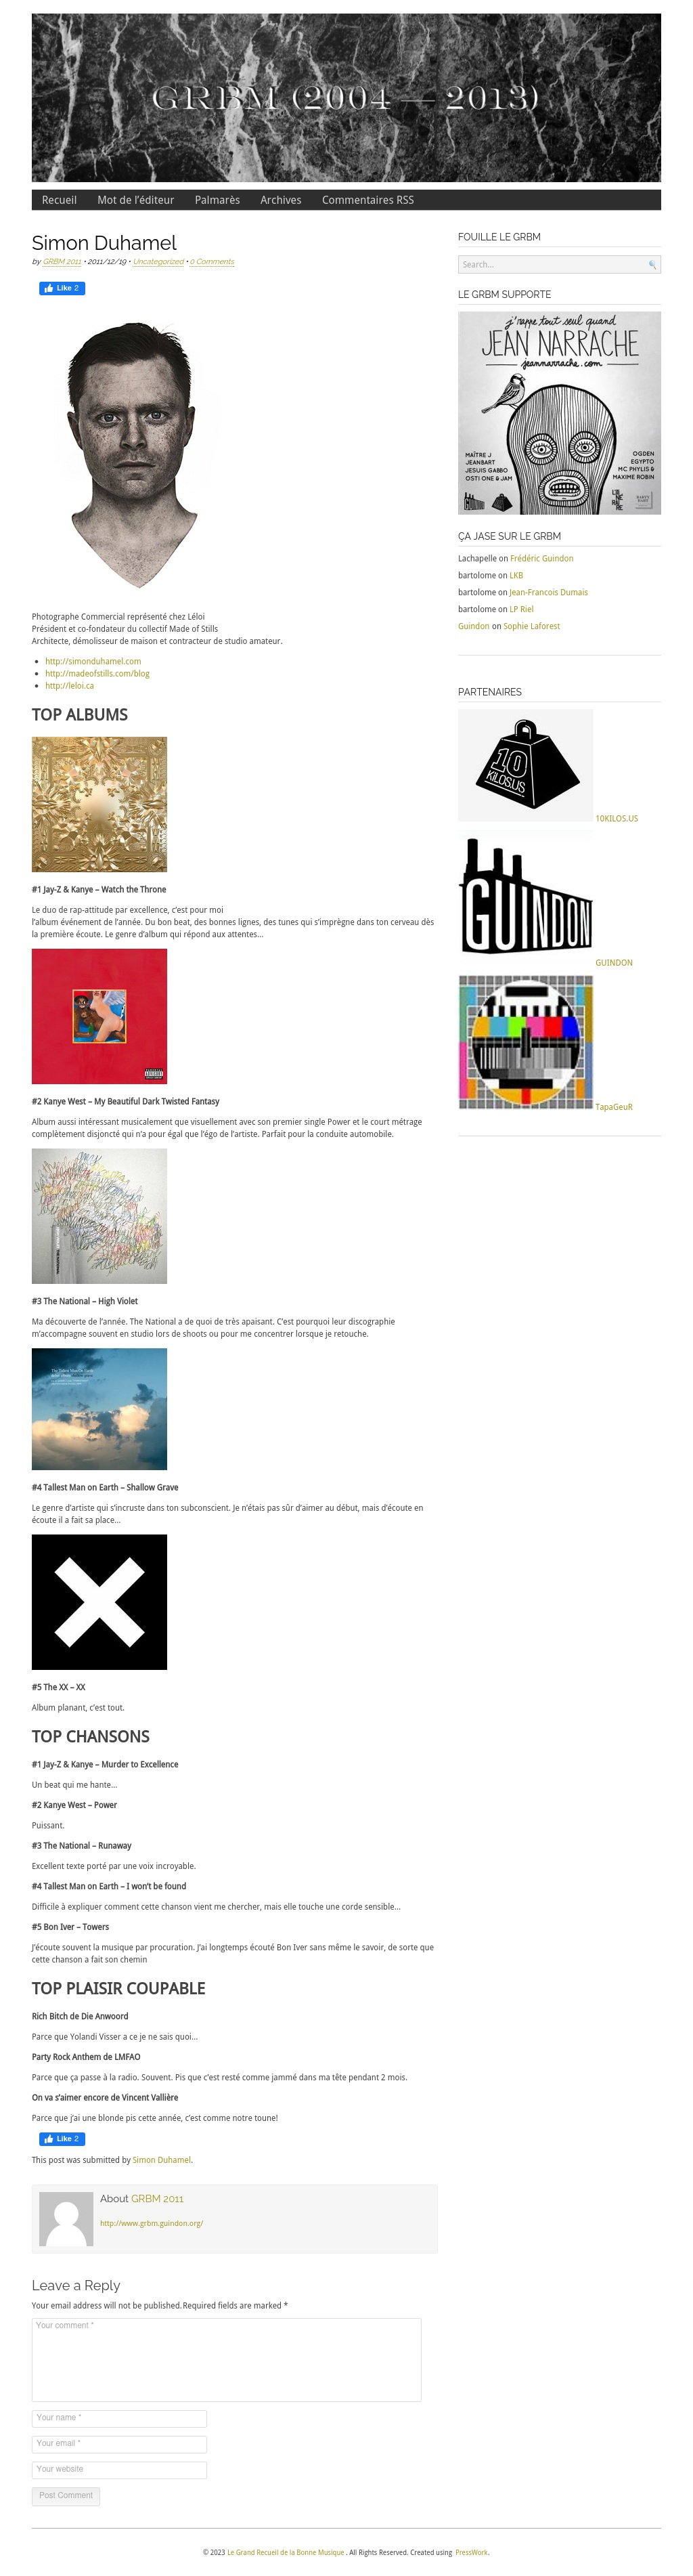 GRBM (2004 — 2013)
Recueil Mot de l'éditeur Palmarès Archives Commentaires RSS
Simon Duhamel
by GRBM 2011 • 2011/12/19 • Uncategorized • 0 Comments
Like 2
Photographe Commercial représenté chez Léloi
Président et co-fondateur du collectif Made of Stills
Architecte, démolisseur de maison et contracteur de studio amateur.
http://simonduhamel.com
http://madeofstills.com/blog
http://leloi.ca
TOP ALBUMS
#1 Jay-Z & Kanye – Watch the Throne
Le duo de rap-attitude par excellence, c'est pour moi
l'album événement de l'année. Du bon beat, des bonnes lignes, des tunes qui s'imprègne dans ton cerveau dès
la première écoute. Le genre d'album qui répond aux attentes…
#2 Kanye West – My Beautiful Dark Twisted Fantasy
Album aussi intéressant musicalement que visuellement avec son premier single Power et le court métrage
complètement disjoncté qui n'a pour égal que l'égo de l'artiste. Parfait pour la conduite automobile.
#3 The National – High Violet
Ma découverte de l'année. The National a de quoi de très apaisant. C'est pourquoi leur discographie
m'accompagne souvent en studio lors de shoots ou pour me concentrer lorsque je retouche.
#4 Tallest Man on Earth – Shallow Grave
Le genre d'artiste qui s'incruste dans ton subconscient. Je n'étais pas sûr d'aimer au début, mais d'écoute en
écoute il a fait sa place…
#5 The XX – XX
Album planant, c'est tout.
TOP CHANSONS
#1 Jay-Z & Kanye – Murder to Excellence
Un beat qui me hante…
#2 Kanye West – Power
Puissant.
#3 The National – Runaway
Excellent texte porté par une voix incroyable.
#4 Tallest Man on Earth – I won't be found
Difficile à expliquer comment cette chanson vient me chercher, mais elle touche une corde sensible…
#5 Bon Iver – Towers
J'écoute souvent la musique par procuration. J'ai longtemps écouté Bon Iver sans même le savoir, de sorte que
cette chanson a fait son chemin
TOP PLAISIR COUPABLE
Rich Bitch de Die Anwoord
Parce que Yolandi Visser a ce je ne sais quoi…
Party Rock Anthem de LMFAO
Parce que ça passe à la radio. Souvent. Pis que c'est resté comme jammé dans ma tête pendant 2 mois.
On va s'aimer encore de Vincent Vallière
Parce que j'ai une blonde pis cette année, c'est comme notre toune!
Like 2
This post was submitted by Simon Duhamel.
About GRBM 2011
http://www.grbm.guindon.org/
Leave a Reply
Your email address will not be published.Required fields are marked *
Your comment *
Your name *
Your email *
Your website
Post Comment
FOUILLE LE GRBM
Search...
LE GRBM SUPPORTE
j'rappe tout seul quand
JEAN NARRACHE
jeannarrache.com
MAÎTRE J
JEANBART
JESUIS GABBO
OSTI ONE & JAM
OGDEN
EGYPTO
MC PHYLIS &
MAXIME ROBIN
ÇA JASE SUR LE GRBM
Lachapelle on Frédéric Guindon
bartolome on LKB
bartolome on Jean-Francois Dumais
bartolome on LP Riel
Guindon on Sophie Laforest
PARTENAIRES
10
KILOS.US
10KILOS.US
GUINDON
GUINDON
TapaGeuR
© 2023 Le Grand Recueil de la Bonne Musique . All Rights Reserved. Created using PressWork.